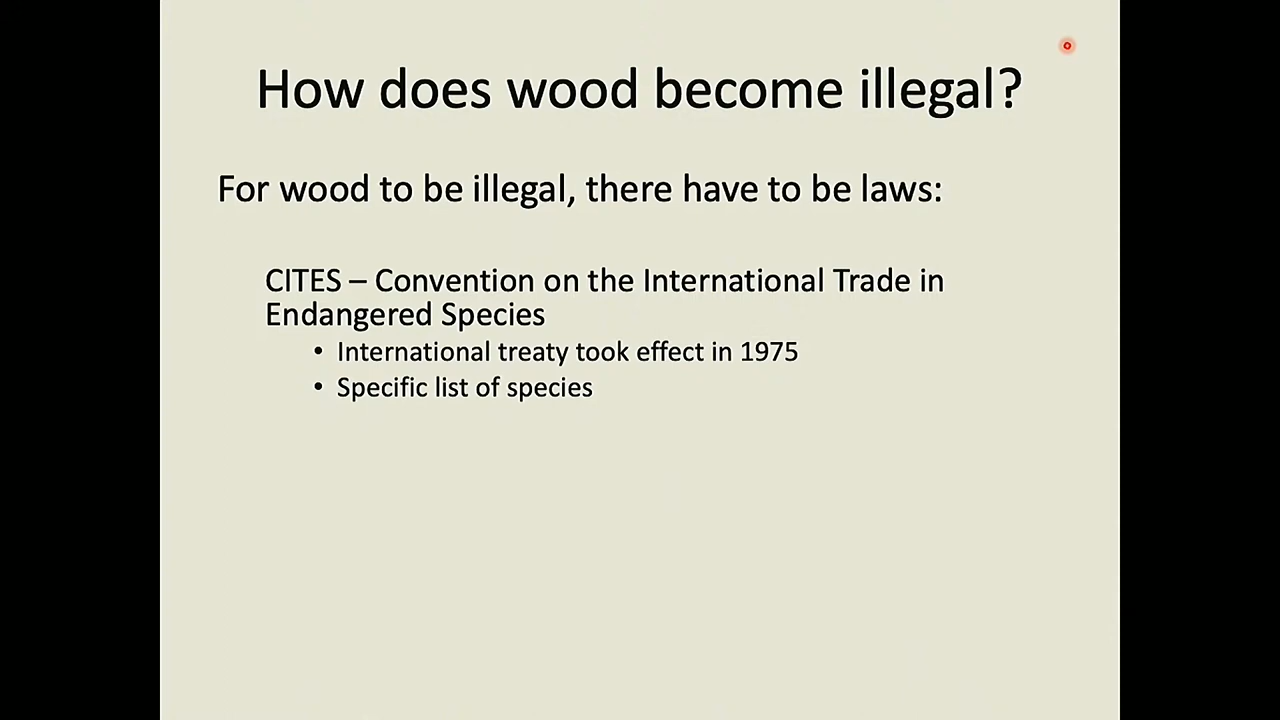 How does wood become illegal?
For wood to be illegal, there have to be laws:
CITES – Convention on the International Trade in
Endangered Species
• International treaty took effect in 1975
• Specific list of species